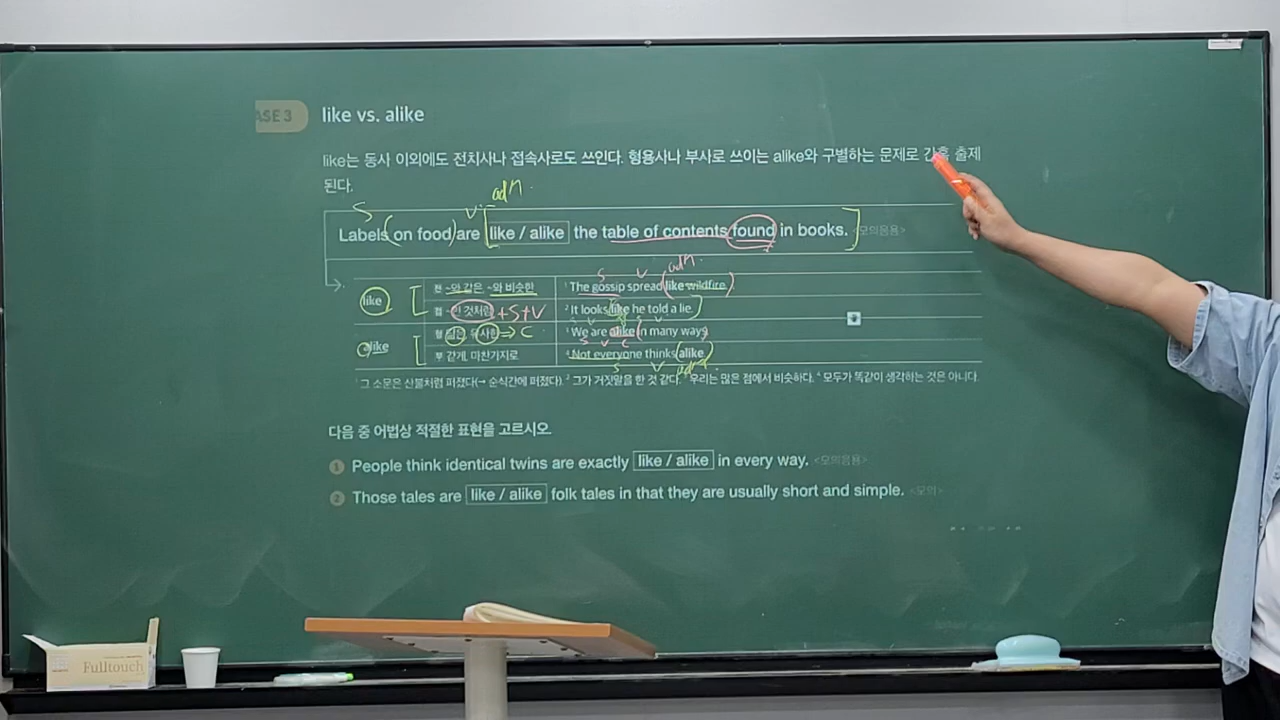 ASE 3 like vs. alike
like는 동사 이외에도 전치사나 접속사로도 쓰인다. 형용사나 부사로 쓰이는 alike와 구별하는 문제로 간혹 출제
된다.
S V adn.
Labels (on food) are [like / alike the table of contents found in books.] <모의응용>
S V adn.
like 전 ~와 같은, ~와 비슷한 ¹ The gossip spread (like wildfire.)
접 ~인 것처럼 +S+V ² It looks like he told a lie.
alike 형 같은, 유사한 ⇒ C ³ We are alike (in many ways)
S V C
부 같게, 마찬가지로 ⁴ Not everyone thinks (alike.)
S V
¹ 그 소문은 산불처럼 퍼졌다(→ 순식간에 퍼졌다). ² 그가 거짓말을 한 것 같다. ³ 우리는 많은 점에서 비슷하다. ⁴ 모두가 똑같이 생각하는 것은 아니다.
다음 중 어법상 적절한 표현을 고르시오.
1 People think identical twins are exactly like / alike in every way. <모의응용>
2 Those tales are like / alike folk tales in that they are usually short and simple. <모의>
Fulltouch